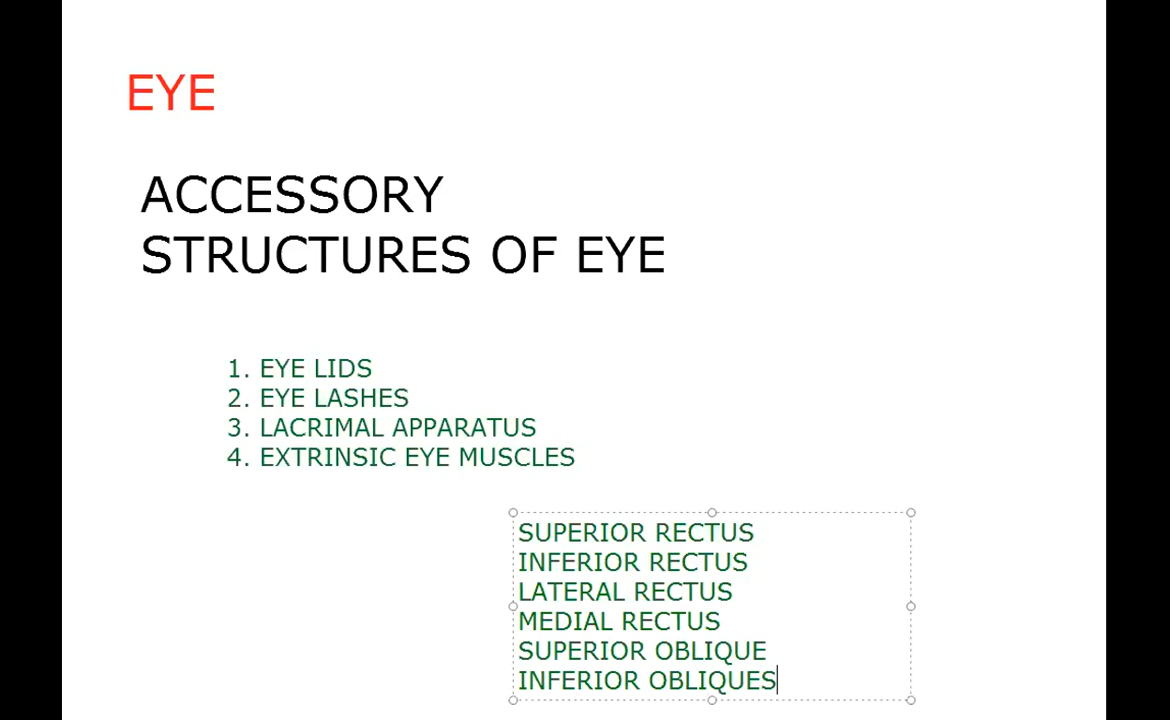 EYE
ACCESSORY
STRUCTURES OF EYE
1. EYE LIDS
2. EYE LASHES
3. LACRIMAL APPARATUS
4. EXTRINSIC EYE MUSCLES
SUPERIOR RECTUS
INFERIOR RECTUS
LATERAL RECTUS
MEDIAL RECTUS
SUPERIOR OBLIQUE
INFERIOR OBLIQUES